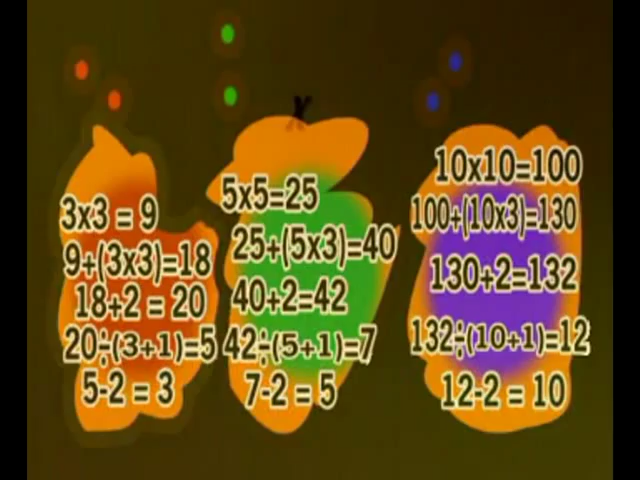 3x3 = 9
9+(3x3)=18
18+2 = 20
20÷(3+1)=5
5-2 = 3
5x5=25
25+(5x3)=40
40+2=42
42÷(5+1)=7
7-2 = 5
10x10=100
100+(10x3)=130
130+2=132
132÷(10+1)=12
12-2 = 10